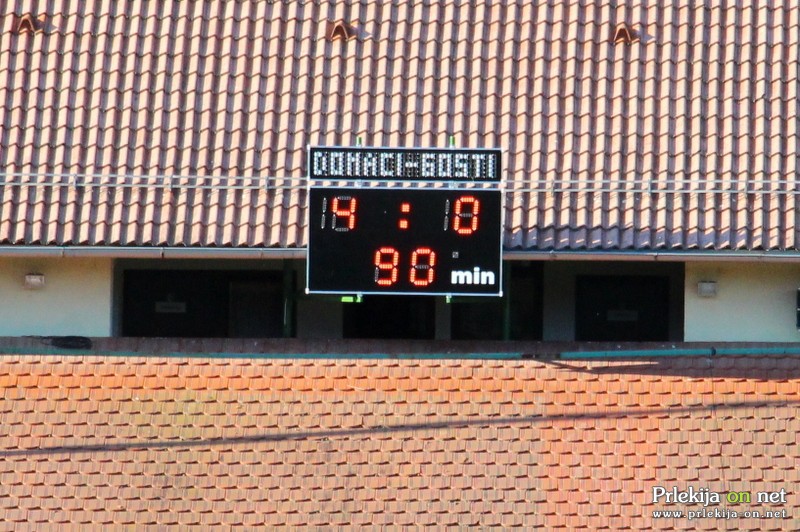 DOMACI-GOSTI
4 : 0
90 min
Prlekija on net
www.prlekija-on.net